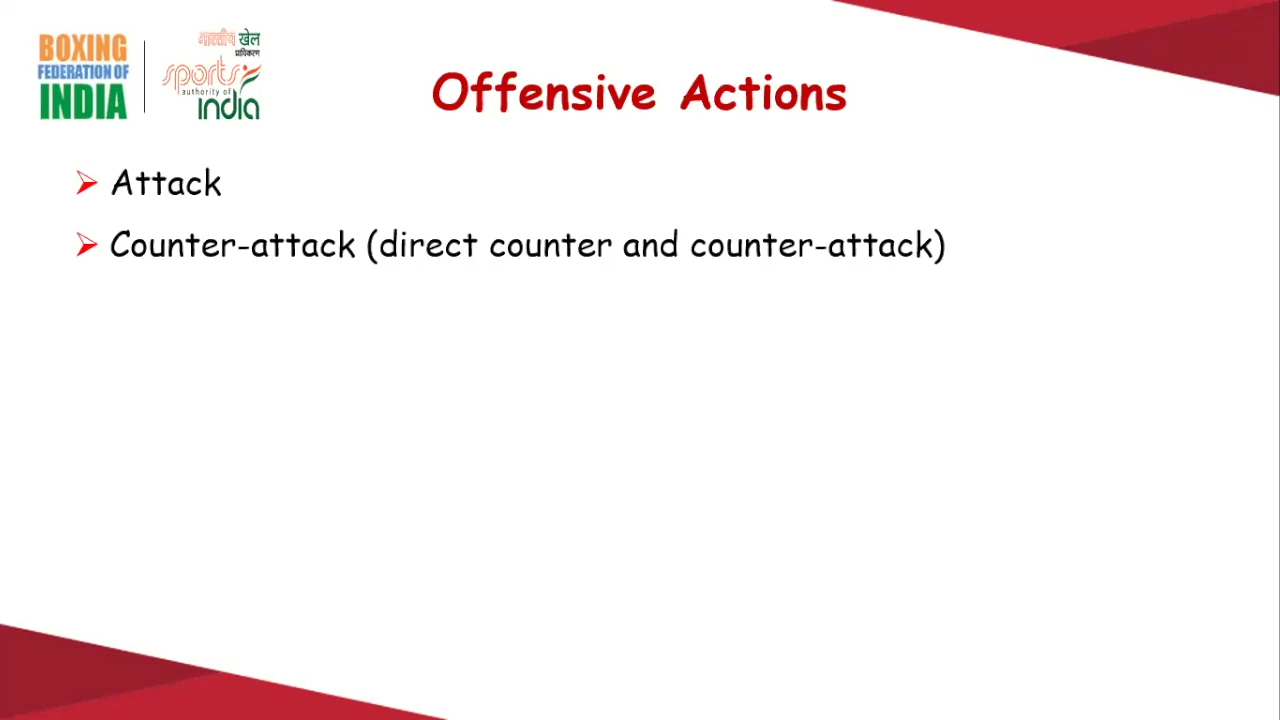 BOXING
FEDERATION OF
INDIA
भारतीय खेल
प्राधिकरण
sports
authority of
india
Offensive Actions
Attack
Counter-attack (direct counter and counter-attack)